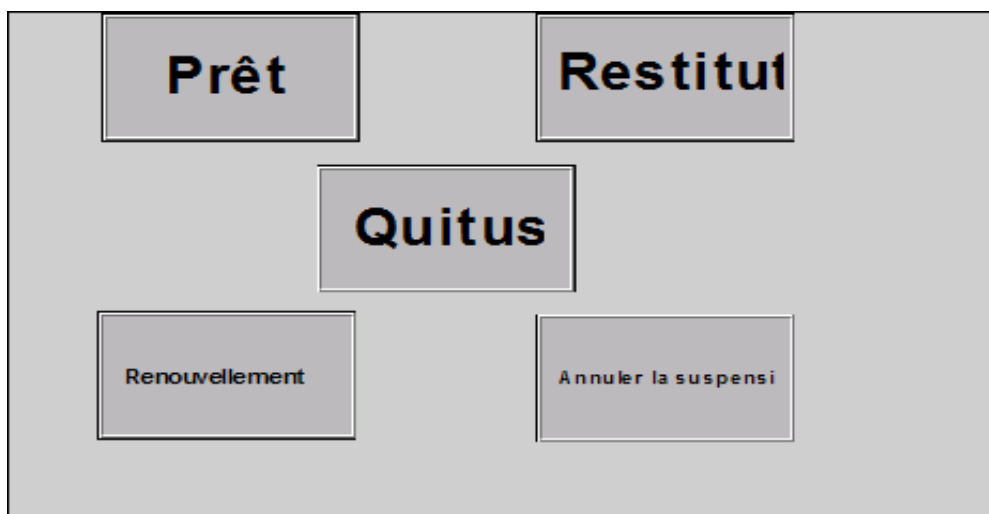 Prêt
Restitut
Quitus
Renouvellement
Annuler la suspensi